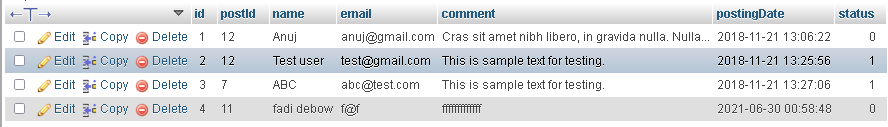 ←T→ id postId name email comment postingDate status
Edit Copy Delete 1 12 Anuj anuj@gmail.com Cras sit amet nibh libero, in gravida nulla. Nulla... 2018-11-21 13:06:22 0
Edit Copy Delete 2 12 Test user test@gmail.com This is sample text for testing. 2018-11-21 13:25:56 1
Edit Copy Delete 3 7 ABC abc@test.com This is sample text for testing. 2018-11-21 13:27:06 1
Edit Copy Delete 4 11 fadi debow f@f fffffffffffff 2021-06-30 00:58:48 0